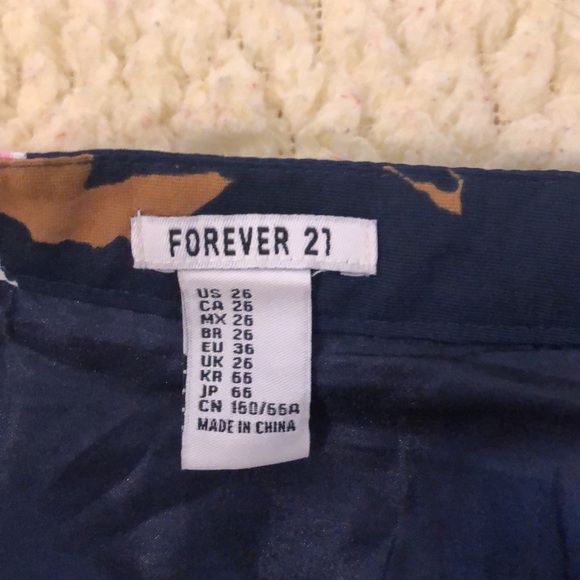 FOREVER 21
US 26
CA 26
MX 26
BR 26
EU 36
UK 26
KR 66
JP 66
CN 160/66A
MADE IN CHINA